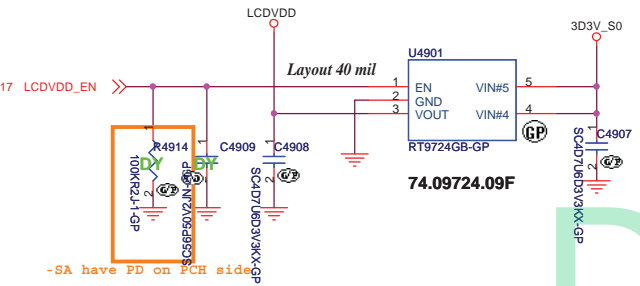 LCDVDD
3D3V_S0
U4901
17 LCDVDD_EN
Layout 40 mil
1 EN VIN#5 5
2 GND
3 VOUT VIN#4 4
GP
RT9724GB-GP
74.09724.09F
R4914
DY
100KR2J-1-GP
1
2
C4909
DY
1
C4908
1
2
SC4D7U6D3V3KX-GP
C4907
1
2
SC4D7U6D3V3KX-GP
-SA have PD on PCH side